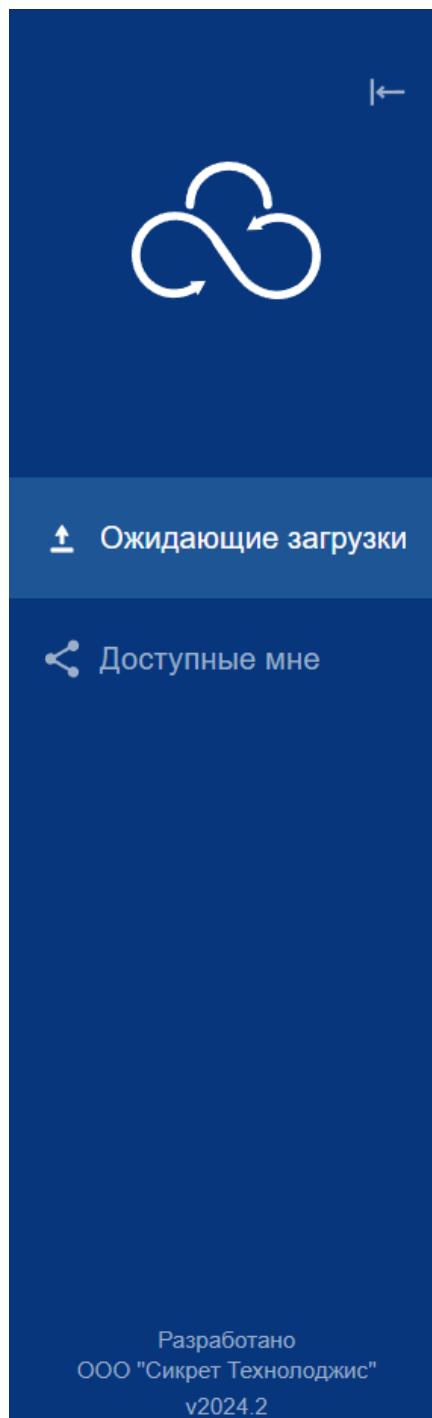 Ожидающие загрузки
Доступные мне
Разработано
ООО "Сикрет Технолоджис"
v2024.2